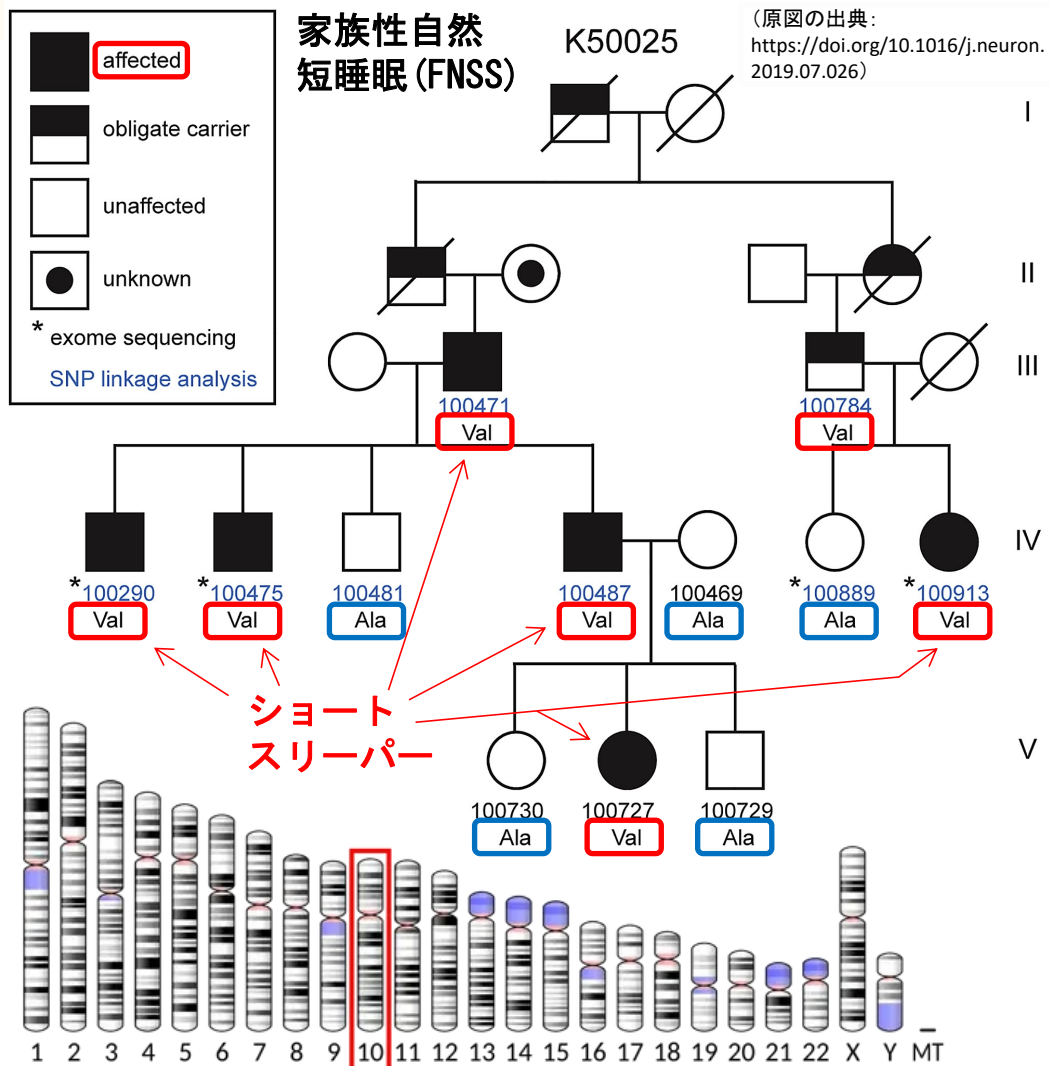 affected
obligate carrier
unaffected
unknown
* exome sequencing
SNP linkage analysis
家族性自然
短睡眠(FNSS)
K50025
(原図の出典:
https://doi.org/10.1016/j.neuron.
2019.07.026)
I
II
III
100471
Val
100784
Val
IV
*100290
Val
*100475
Val
100481
Ala
100487
Val
100469
Ala
*100889
Ala
*100913
Val
ショート
スリーパー
V
100730
Ala
100727
Val
100729
Ala
1 2 3 4 5 6 7 8 9 10 11 12 13 14 15 16 17 18 19 20 21 22 X Y MT